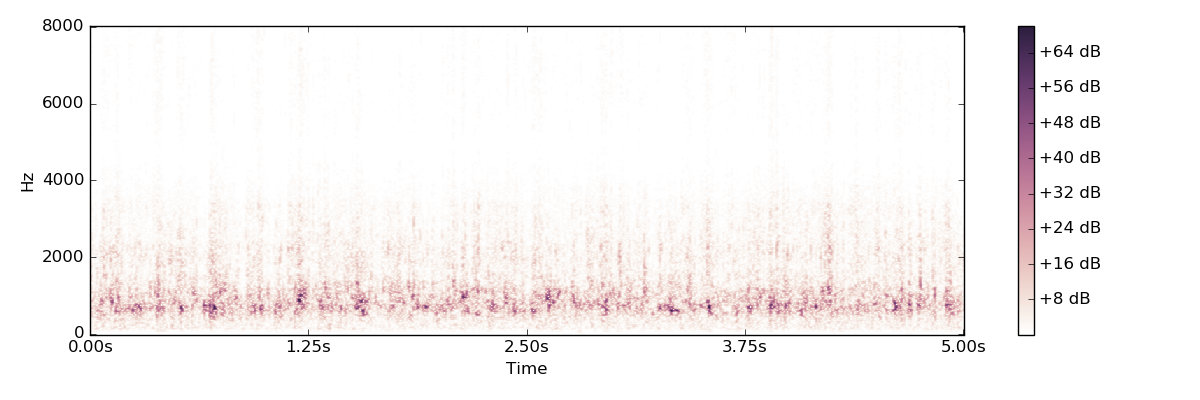 8000
6000
4000
2000
0
Hz
0.00s 1.25s 2.50s 3.75s 5.00s
Time
+64 dB
+56 dB
+48 dB
+40 dB
+32 dB
+24 dB
+16 dB
+8 dB